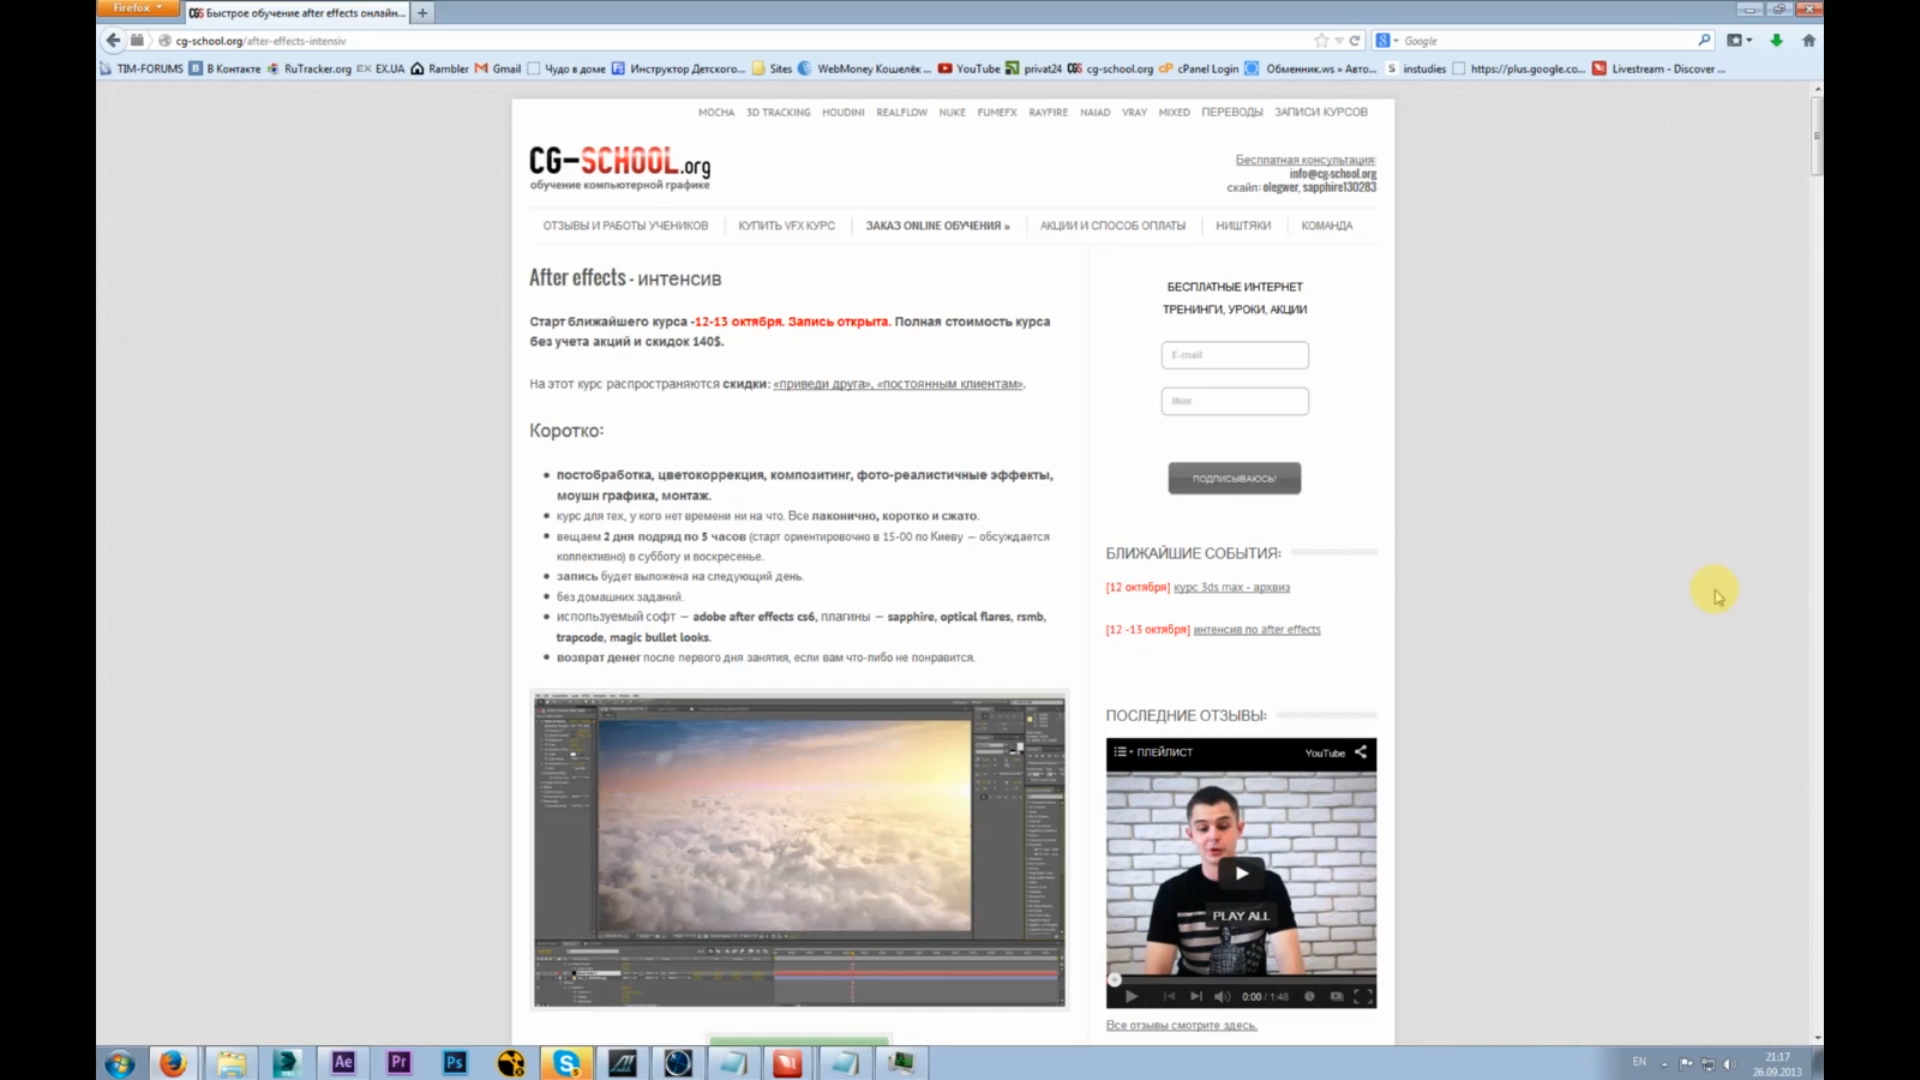 Firefox
CGS Быстрое обучение after effects онлайн...
cg-school.org/after-effects-intensiv
Google
TIM-FORUMS В Контакте RuTracker.org EX EX.UA Rambler Gmail Чудо в доме Инструктор Детского... Sites WebMoney Кошелёк ... YouTube privat24 CGS cg-school.org cP cPanel Login Обменник.ws » Авто... S instudies https://plus.google.co... Livestream - Discover ...
MOCHA 3D TRACKING HOUDINI REALFLOW NUKE FUMEFX RAYFIRE NAIAD VRAY MIXED ПЕРЕВОДЫ ЗАПИСИ КУРСОВ
CG-SCHOOL.org
обучение компьютерной графике
Бесплатная консультация:
info@cg-school.org
скайп: olegwer, sapphire130283
ОТЗЫВЫ И РАБОТЫ УЧЕНИКОВ КУПИТЬ VFX КУРС ЗАКАЗ ONLINE ОБУЧЕНИЯ » АКЦИИ И СПОСОБ ОПЛАТЫ НИШТЯКИ КОМАНДА
After effects - интенсив
Старт ближайшего курса -12-13 октября. Запись открыта. Полная стоимость курса
без учета акций и скидок 140$.
На этот курс распространяются скидки: «приведи друга», «постоянным клиентам».
Коротко:
• постобработка, цветокоррекция, композитинг, фото-реалистичные эффекты,
моушн графика, монтаж.
• курс для тех, у кого нет времени ни на что. Все лаконично, коротко и сжато.
• вещаем 2 дня подряд по 5 часов (старт ориентировочно в 15-00 по Киеву — обсуждается
коллективно) в субботу и воскресенье.
• запись будет выложена на следующий день.
• без домашних заданий.
• используемый софт — adobe after effects cs6, плагины — sapphire, optical flares, rsmb,
trapcode, magic bullet looks.
• возврат денег после первого дня занятия, если вам что-либо не понравится.
БЕСПЛАТНЫЕ ИНТЕРНЕТ
ТРЕНИНГИ, УРОКИ, АКЦИИ
E-mail
Имя
ПОДПИСЫВАЮСЬ!
БЛИЖАЙШИЕ СОБЫТИЯ:
[12 октября] курс 3ds max - архвиз
[12 -13 октября] интенсив по after effects
ПОСЛЕДНИЕ ОТЗЫВЫ:
ПЛЕЙЛИСТ YouTube
PLAY ALL
0:00 / 1:48
Все отзывы смотрите здесь.
Ae Pr Ps
EN
21:17
26.09.2013